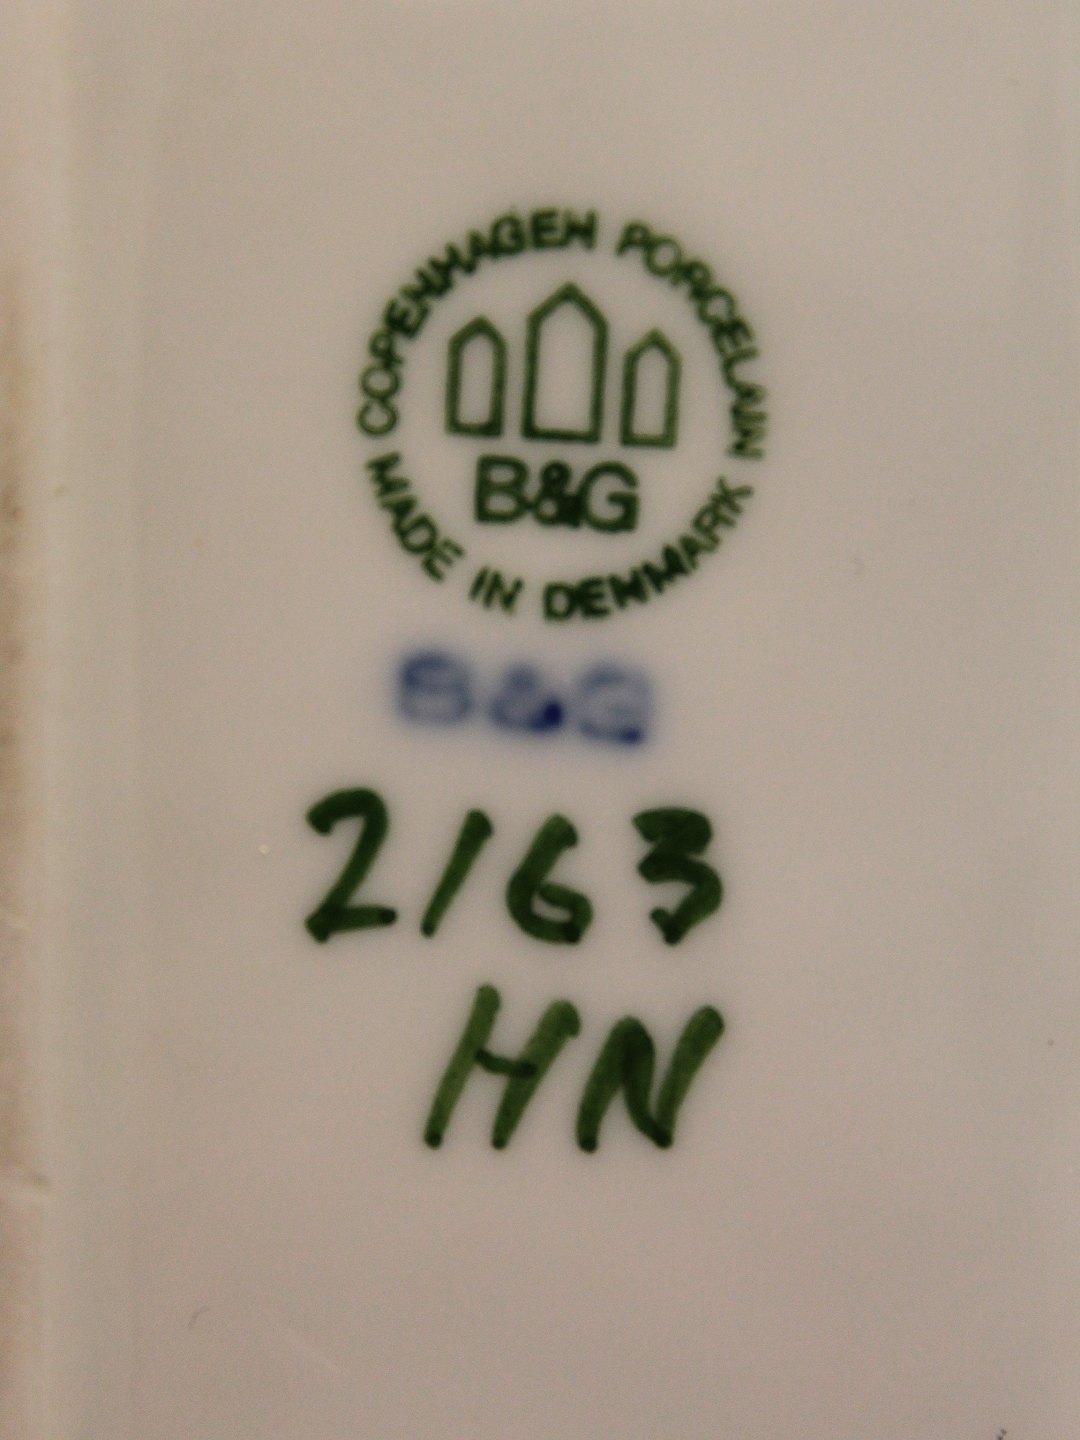 COPENHAGEN PORCELAIN
B&G
MADE IN DENMARK
B&G
2163
HN